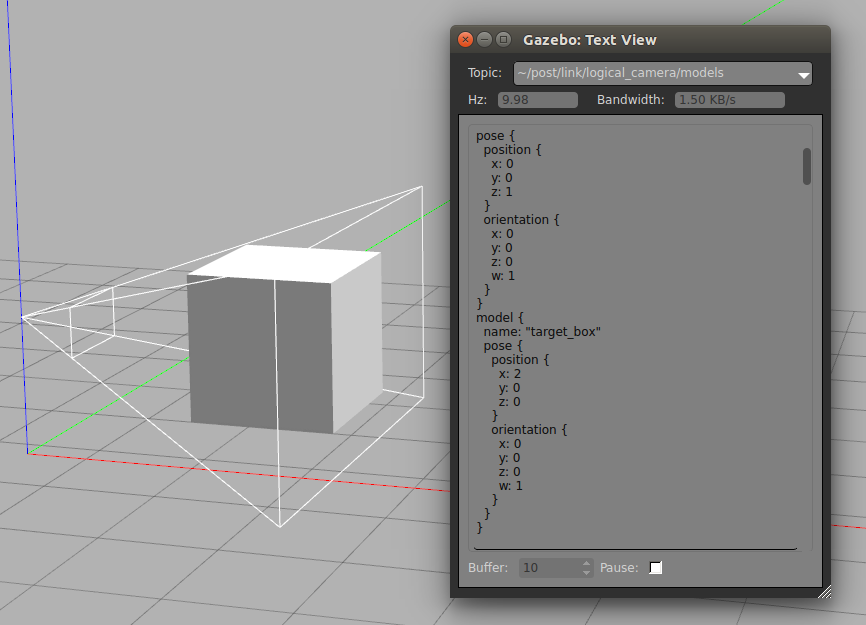 Gazebo: Text View
Topic: ~/post/link/logical_camera/models
Hz: 9.98 Bandwidth: 1.50 KB/s
pose {
position {
x: 0
y: 0
z: 1
}
orientation {
x: 0
y: 0
z: 0
w: 1
}
}
model {
name: "target_box"
pose {
position {
x: 2
y: 0
z: 0
}
orientation {
x: 0
y: 0
z: 0
w: 1
}
}
}
Buffer: 10 Pause: